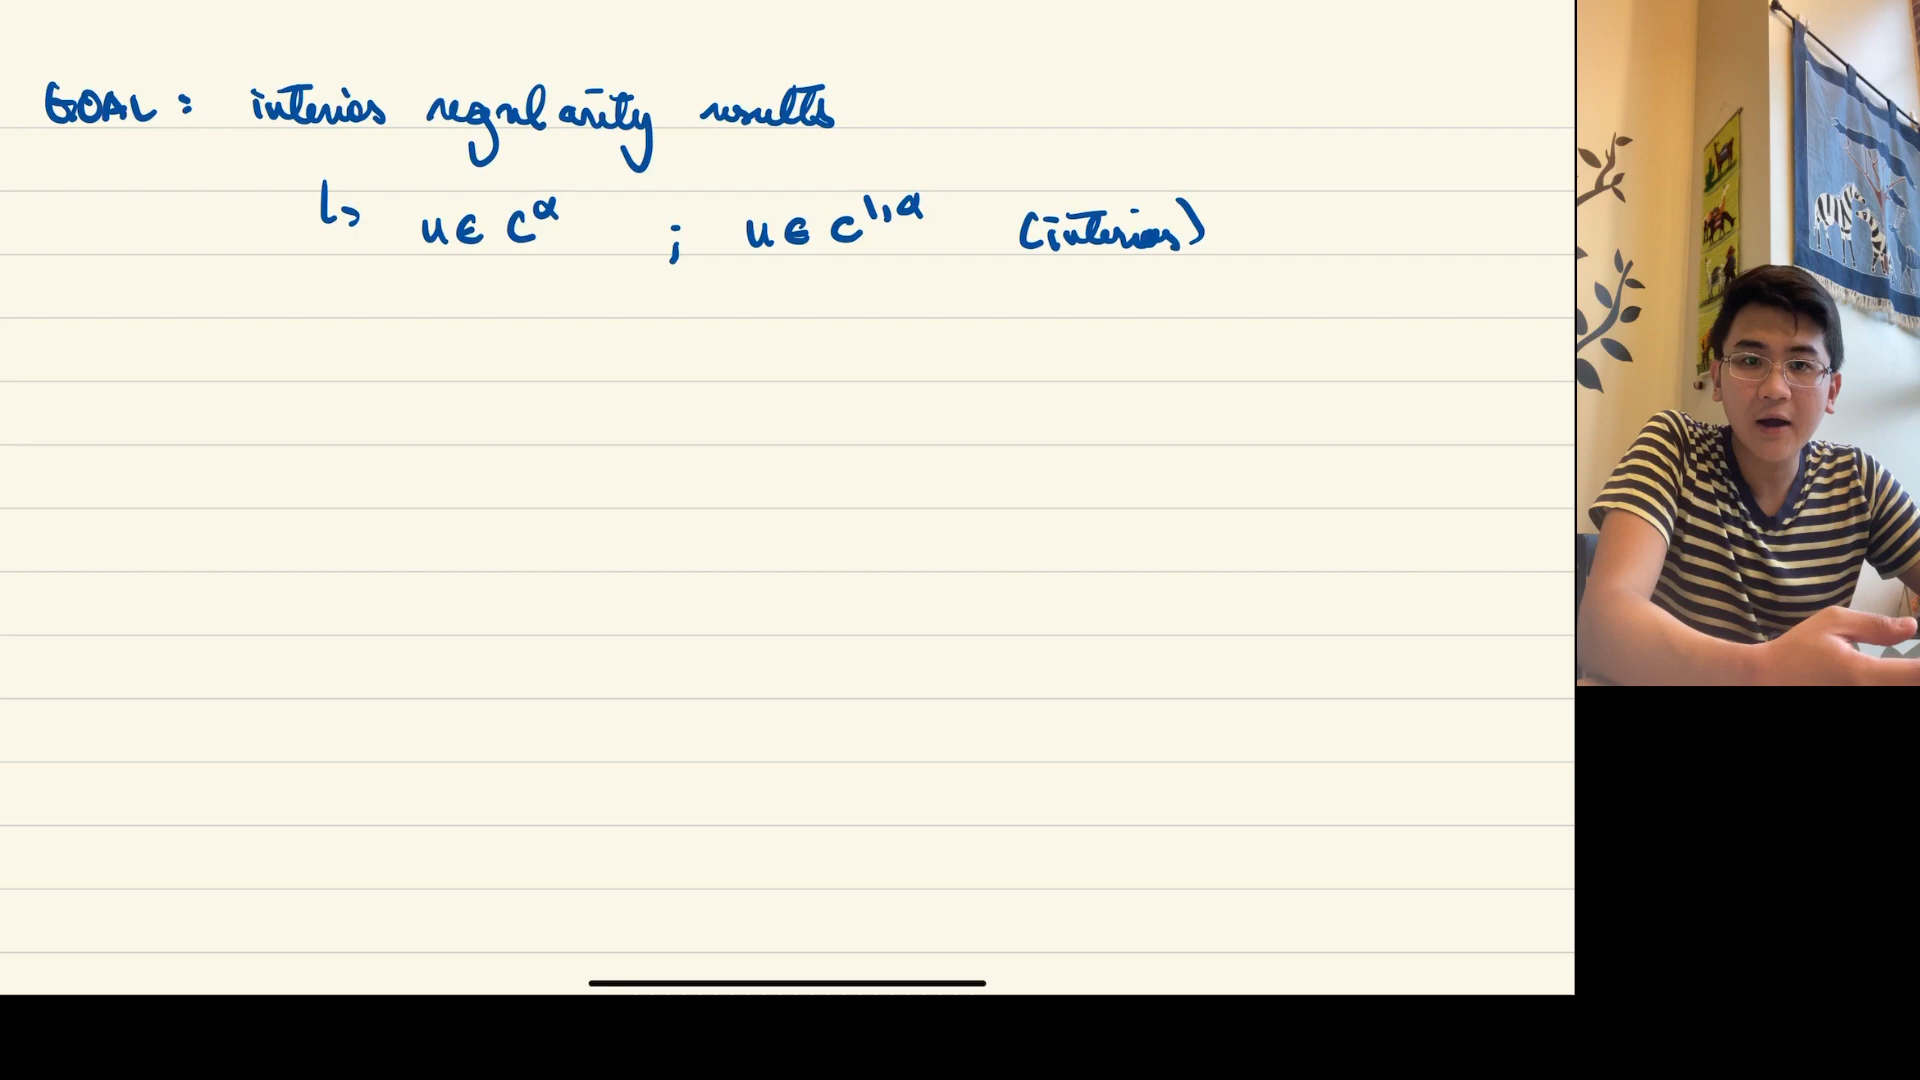 GOAL: interior regularity results
↳ u ∈ C^α ; u ∈ C^{1,α} (interior)